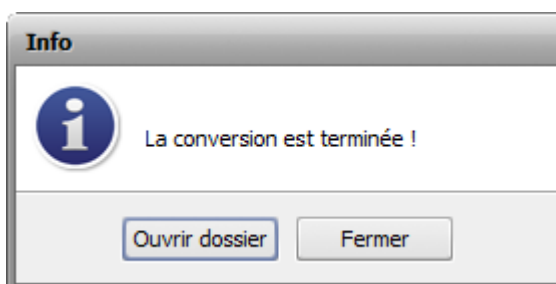 Info
La conversion est terminée !
Ouvrir dossier
Fermer